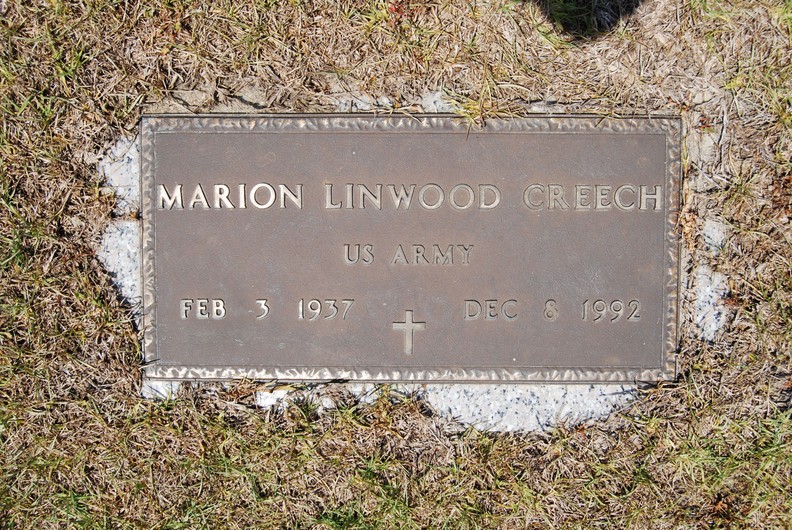 MARION LINWOOD CREECH
US ARMY
FEB 3 1937 DEC 8 1992